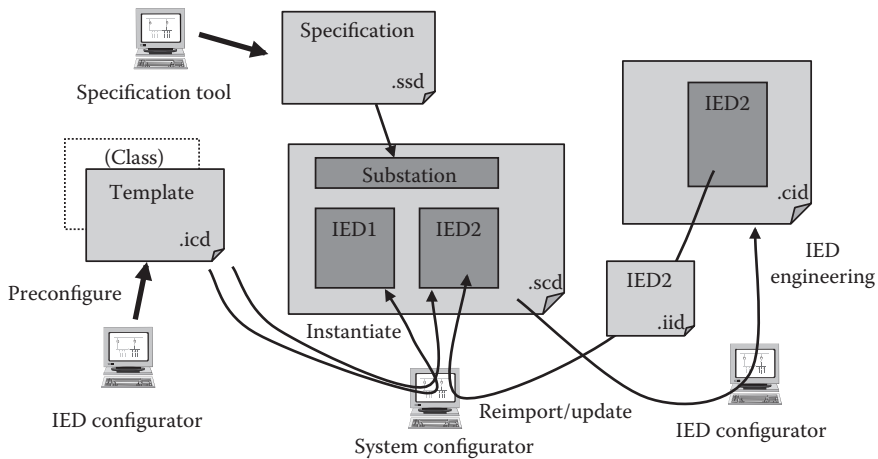 Specification
.ssd
Specification tool
(Class)
Template
.icd
Preconfigure
IED configurator
Substation
IED1
IED2
.scd
Instantiate
System configurator
Reimport/update
IED2
.iid
IED2
.cid
IED
engineering
IED configurator